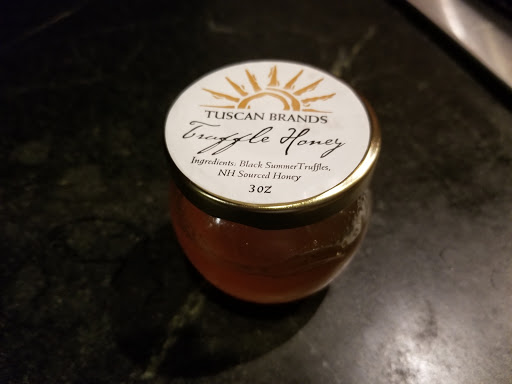 TUSCAN BRANDS
Truffle Honey
Ingredients: Black SummerTruffles,
NH Sourced Honey
3OZ